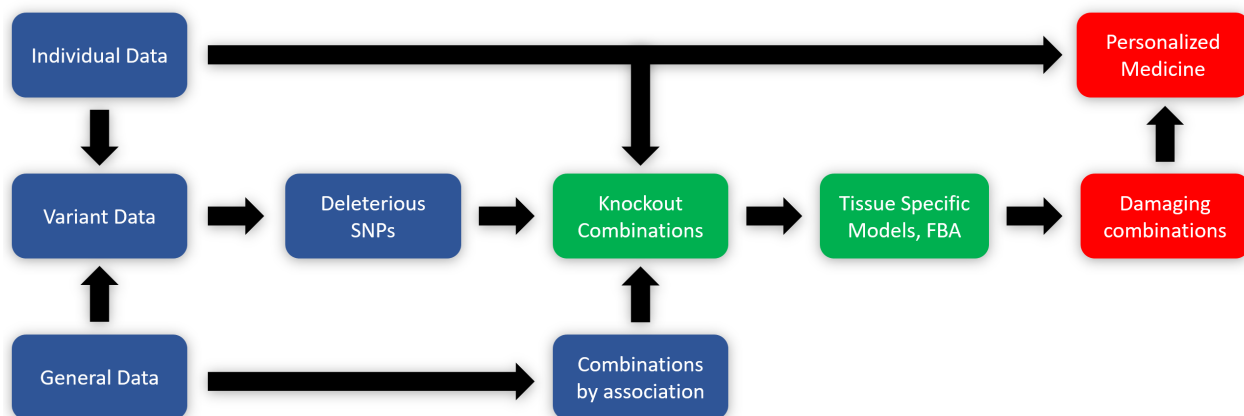 Individual Data
Personalized
Medicine
Variant Data
Deleterious
SNPs
Knockout
Combinations
Tissue Specific
Models, FBA
Damaging
combinations
General Data
Combinations
by association